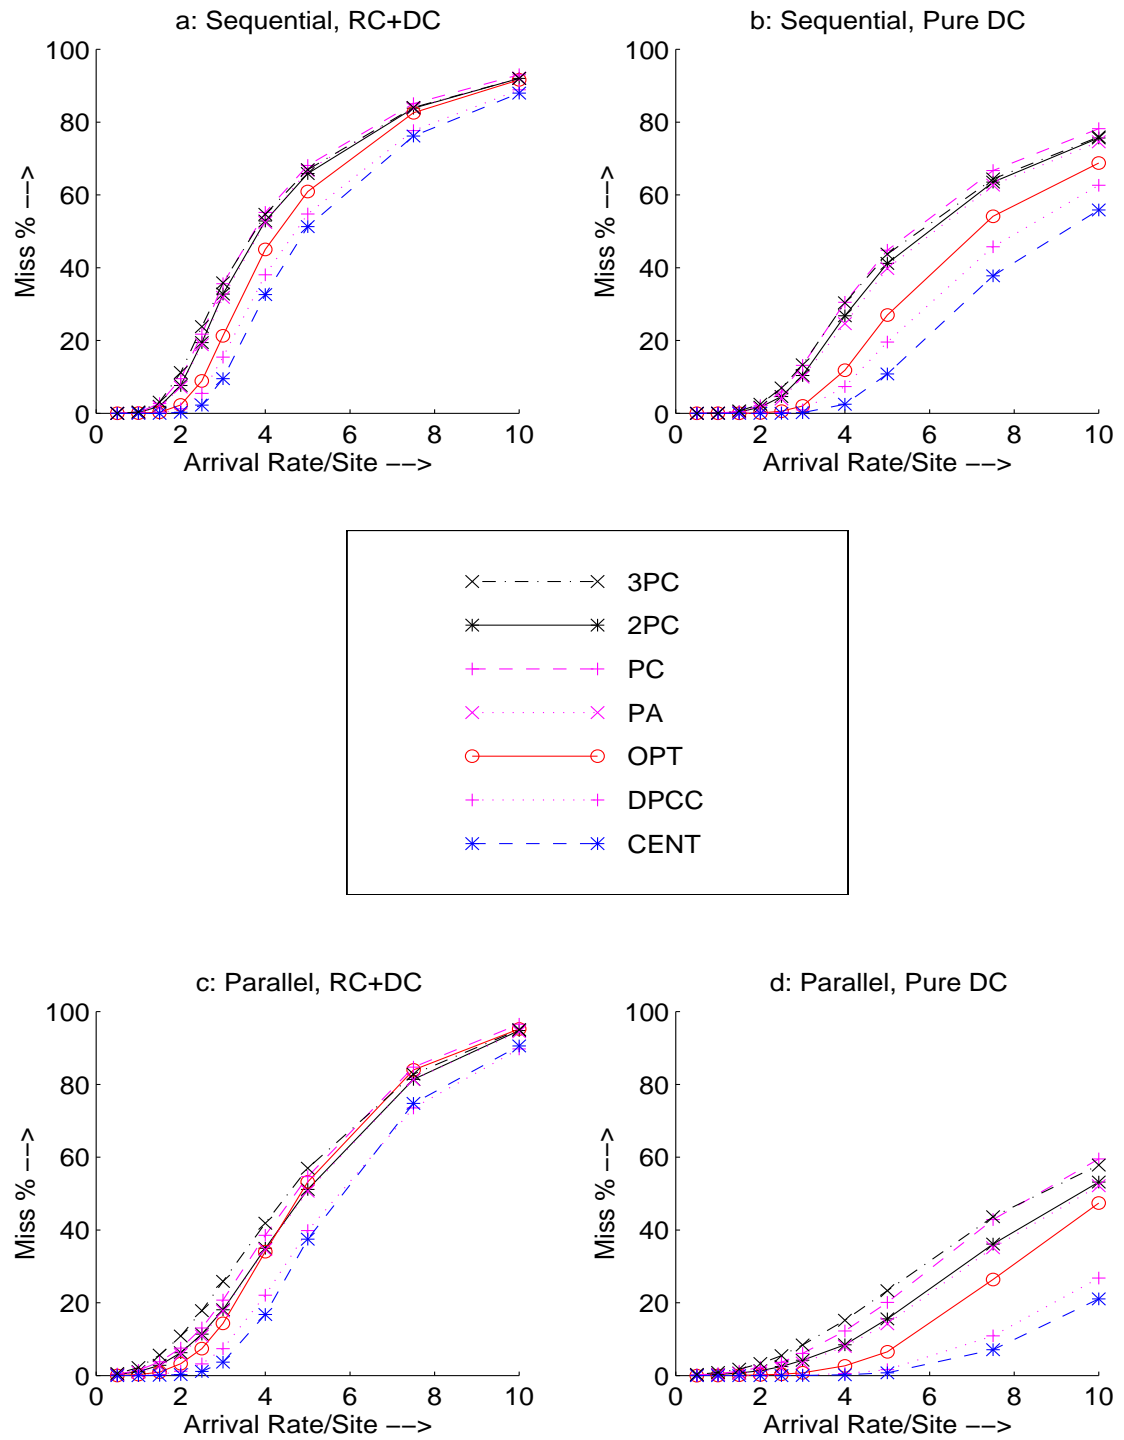 a: Sequential, RC+DC
100
80
60
40
20
0
Miss % -->
0 2 4 6 8 10
Arrival Rate/Site -->
b: Sequential, Pure DC
100
80
60
40
20
0
Miss % -->
0 2 4 6 8 10
Arrival Rate/Site -->
3PC
2PC
PC
PA
OPT
DPCC
CENT
c: Parallel, RC+DC
100
80
60
40
20
0
Miss % -->
0 2 4 6 8 10
Arrival Rate/Site -->
d: Parallel, Pure DC
100
80
60
40
20
0
Miss % -->
0 2 4 6 8 10
Arrival Rate/Site -->